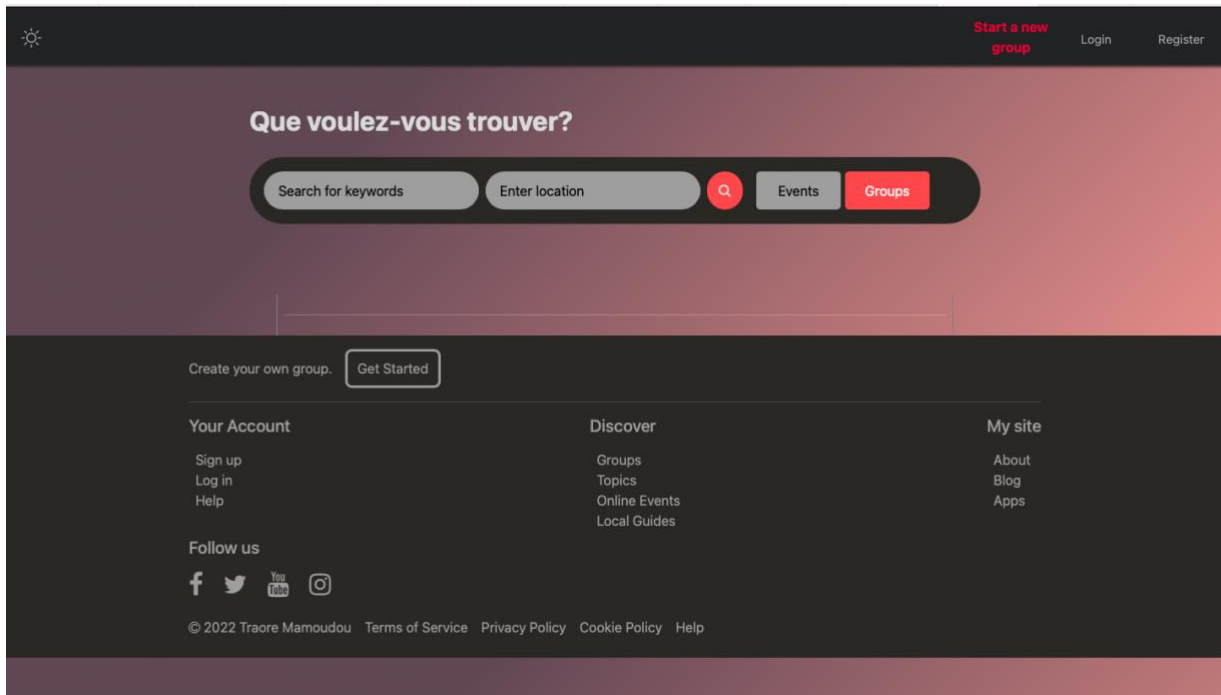 Start a new
group
Login
Register
Que voulez-vous trouver?
Search for keywords
Enter location
Events
Groups
Create your own group.
Get Started
Your Account
Sign up
Log in
Help
Discover
Groups
Topics
Online Events
Local Guides
My site
About
Blog
Apps
Follow us
You
Tube
© 2022 Traore Mamoudou Terms of Service Privacy Policy Cookie Policy Help